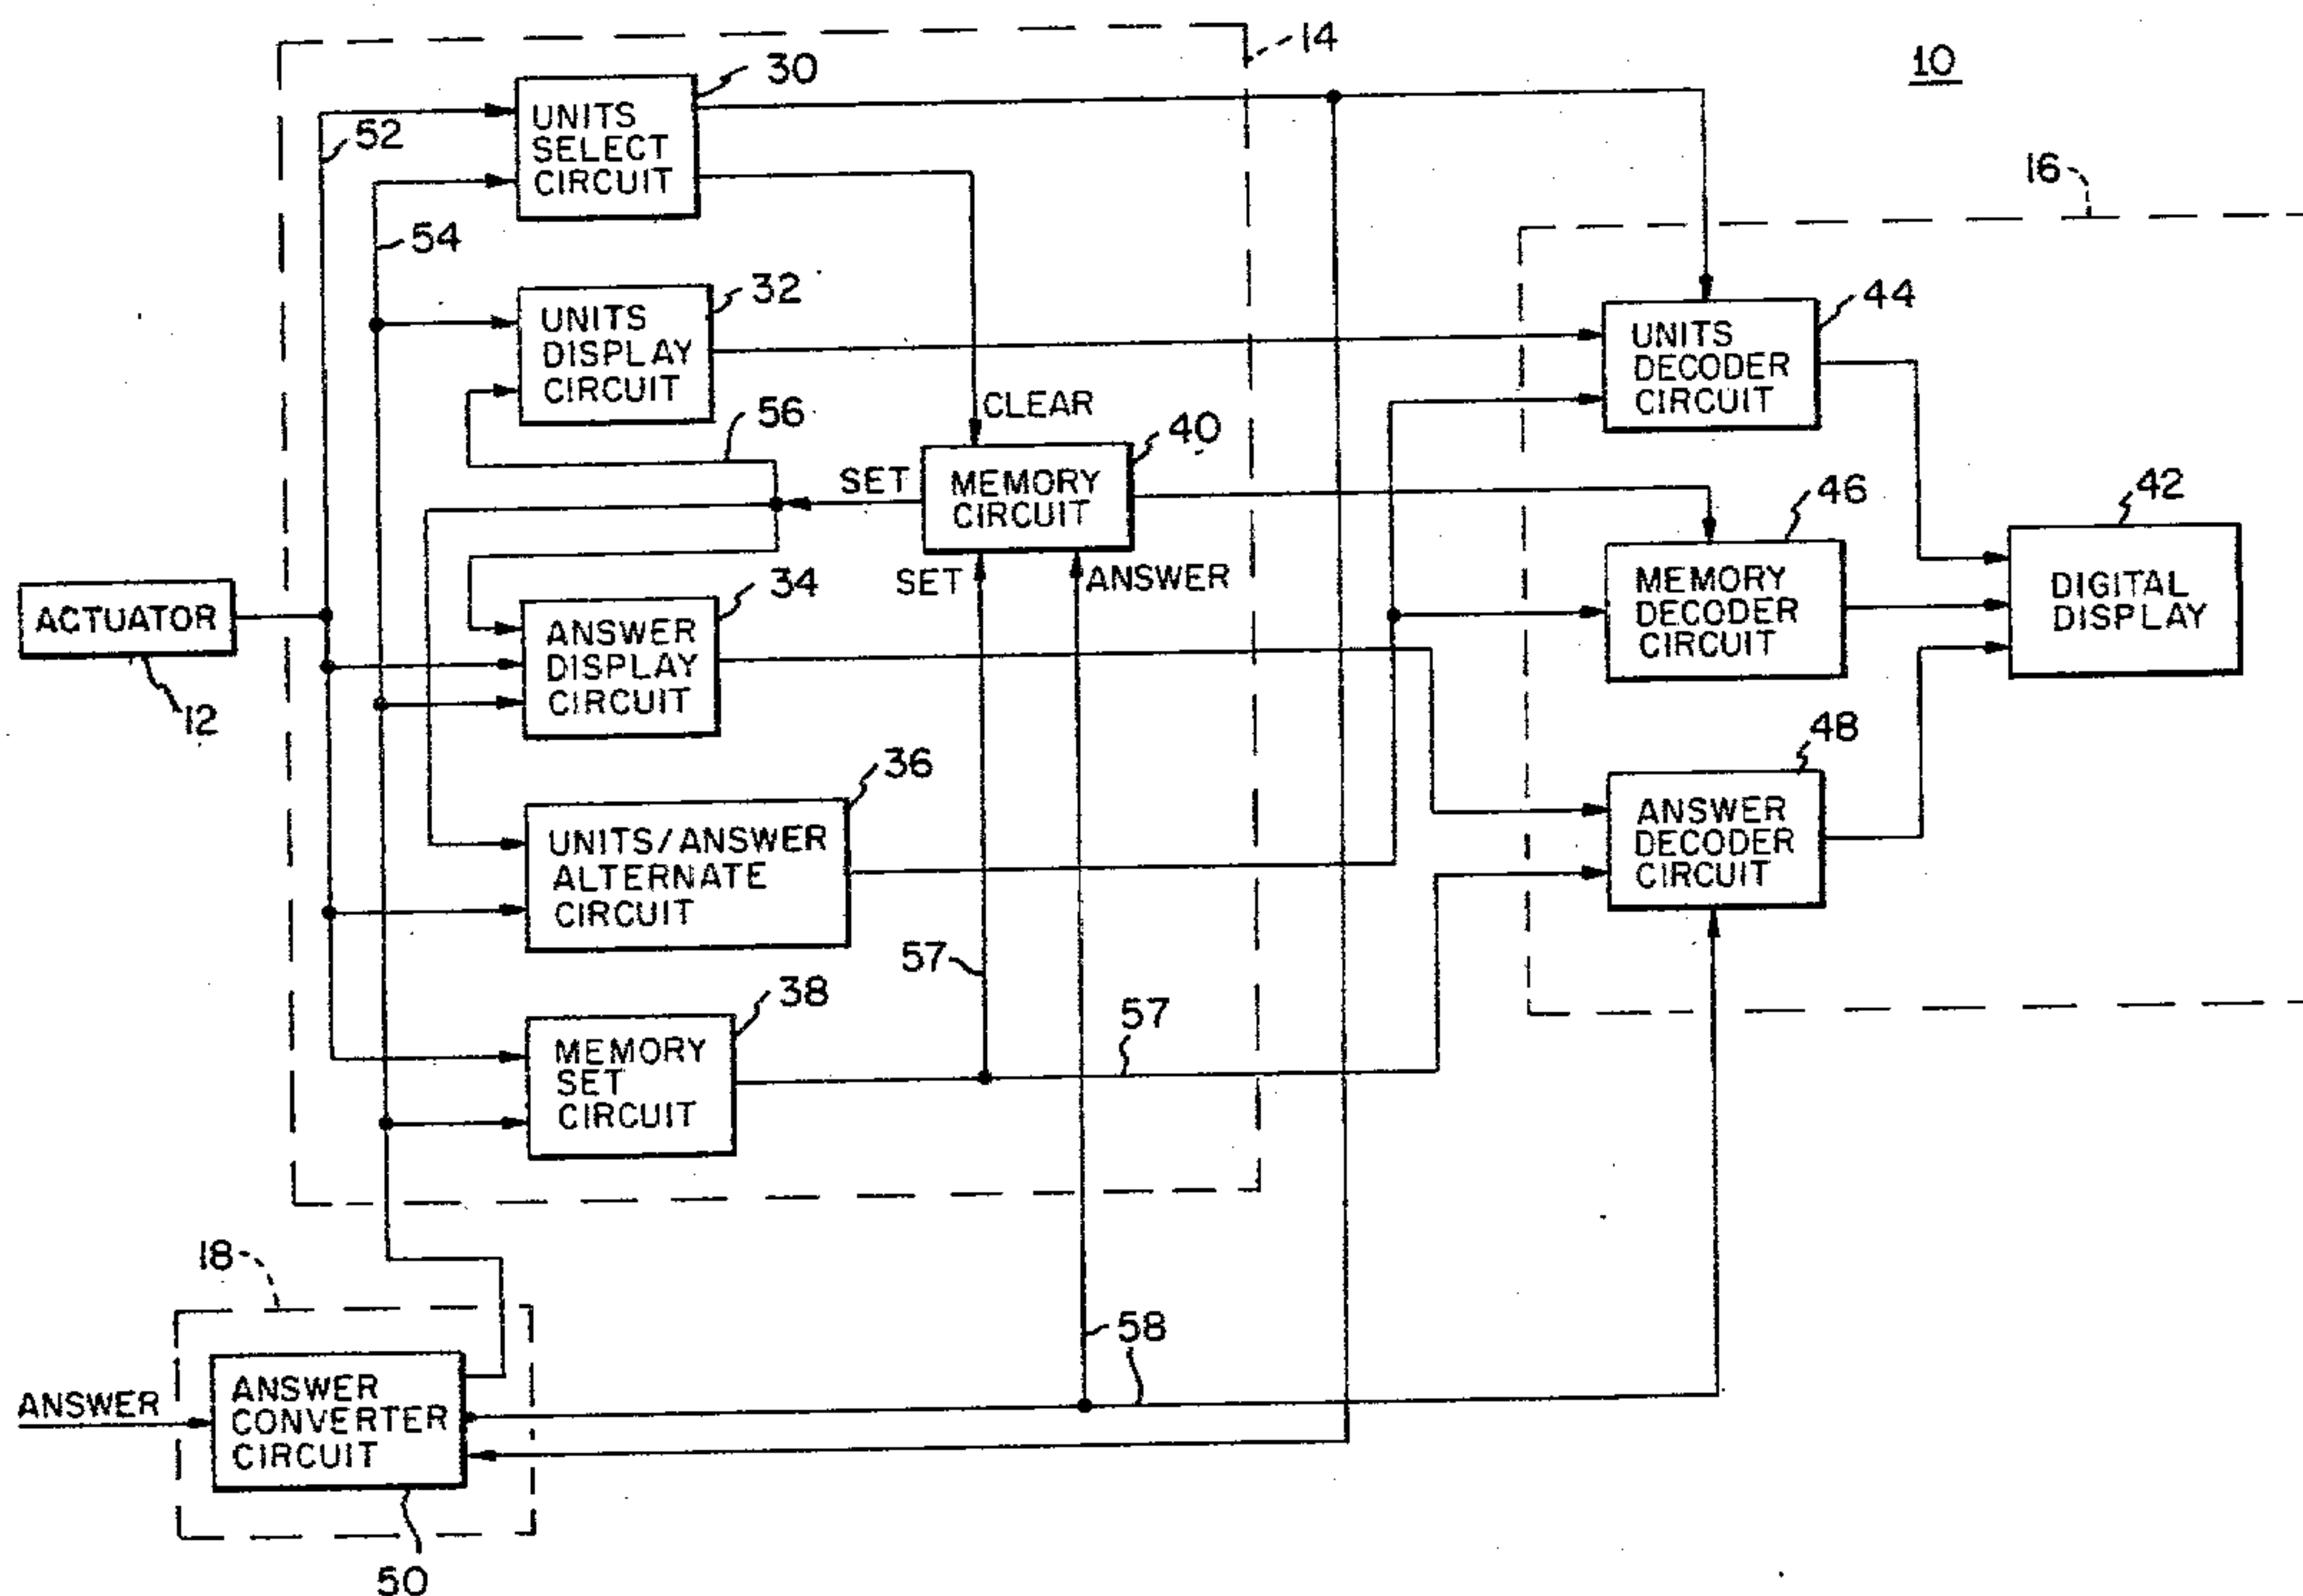 10
14
30
UNITS
SELECT
CIRCUIT
52
16
54
32
UNITS
DISPLAY
CIRCUIT
44
UNITS
DECODER
CIRCUIT
56
CLEAR
40
SET
MEMORY
CIRCUIT
46
MEMORY
DECODER
CIRCUIT
42
DIGITAL
DISPLAY
SET
ANSWER
34
ANSWER
DISPLAY
CIRCUIT
ACTUATOR
12
36
UNITS/ANSWER
ALTERNATE
CIRCUIT
48
ANSWER
DECODER
CIRCUIT
57
57
38
MEMORY
SET
CIRCUIT
18
58
ANSWER
ANSWER
CONVERTER
CIRCUIT
50